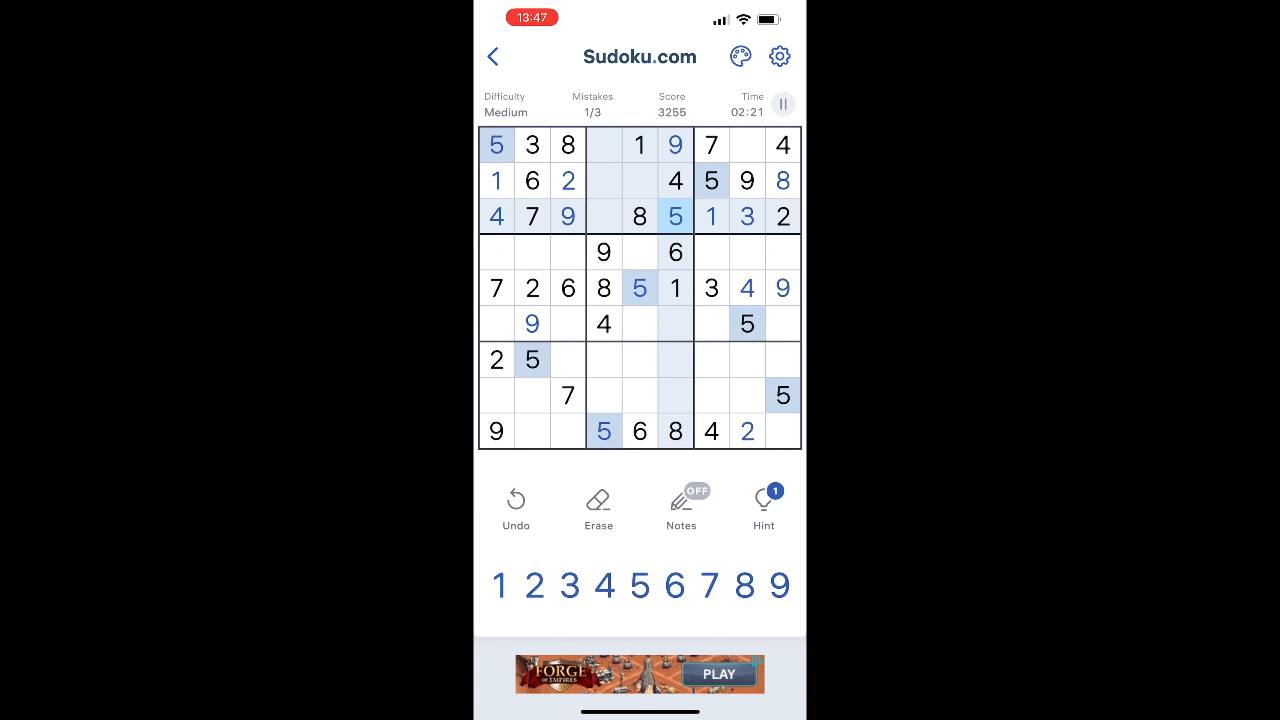 13:47
Sudoku.com
Difficulty Mistakes Score Time
Medium 1/3 3255 02:21
5 3 8 1 9 7 4
1 6 2 4 5 9 8
4 7 9 8 5 1 3 2
9 6
7 2 6 8 5 1 3 4 9
9 4 5
2 5
7 5
9 5 6 8 4 2
OFF 1
Undo Erase Notes Hint
1 2 3 4 5 6 7 8 9
FORGE
OF EMPIRES
PLAY